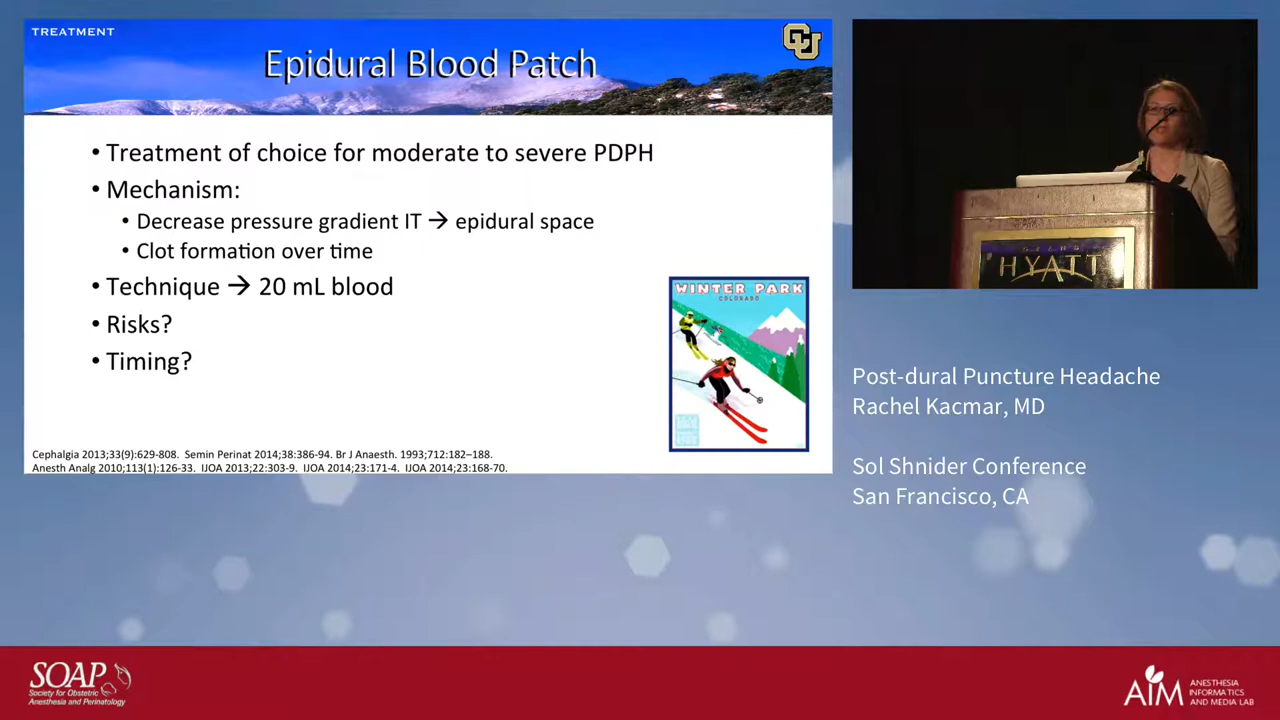 TREATMENT
CU
Epidural Blood Patch
• Treatment of choice for moderate to severe PDPH
• Mechanism:
• Decrease pressure gradient IT → epidural space
• Clot formation over time
• Technique → 20 mL blood
• Risks?
• Timing?
WINTER PARK
COLORADO
Cephalgia 2013;33(9):629-808. Semin Perinat 2014;38:386-94. Br J Anaesth. 1993;712:182–188.
Anesth Analg 2010;113(1):126-33. IJOA 2013;22:303-9. IJOA 2014;23:171-4. IJOA 2014;23:168-70.
HYATT
Post-dural Puncture Headache
Rachel Kacmar, MD
Sol Shnider Conference
San Francisco, CA
SOAP
Society for Obstetric
Anesthesia and Perinatology
AIM
ANESTHESIA
INFORMATICS
AND MEDIA LAB